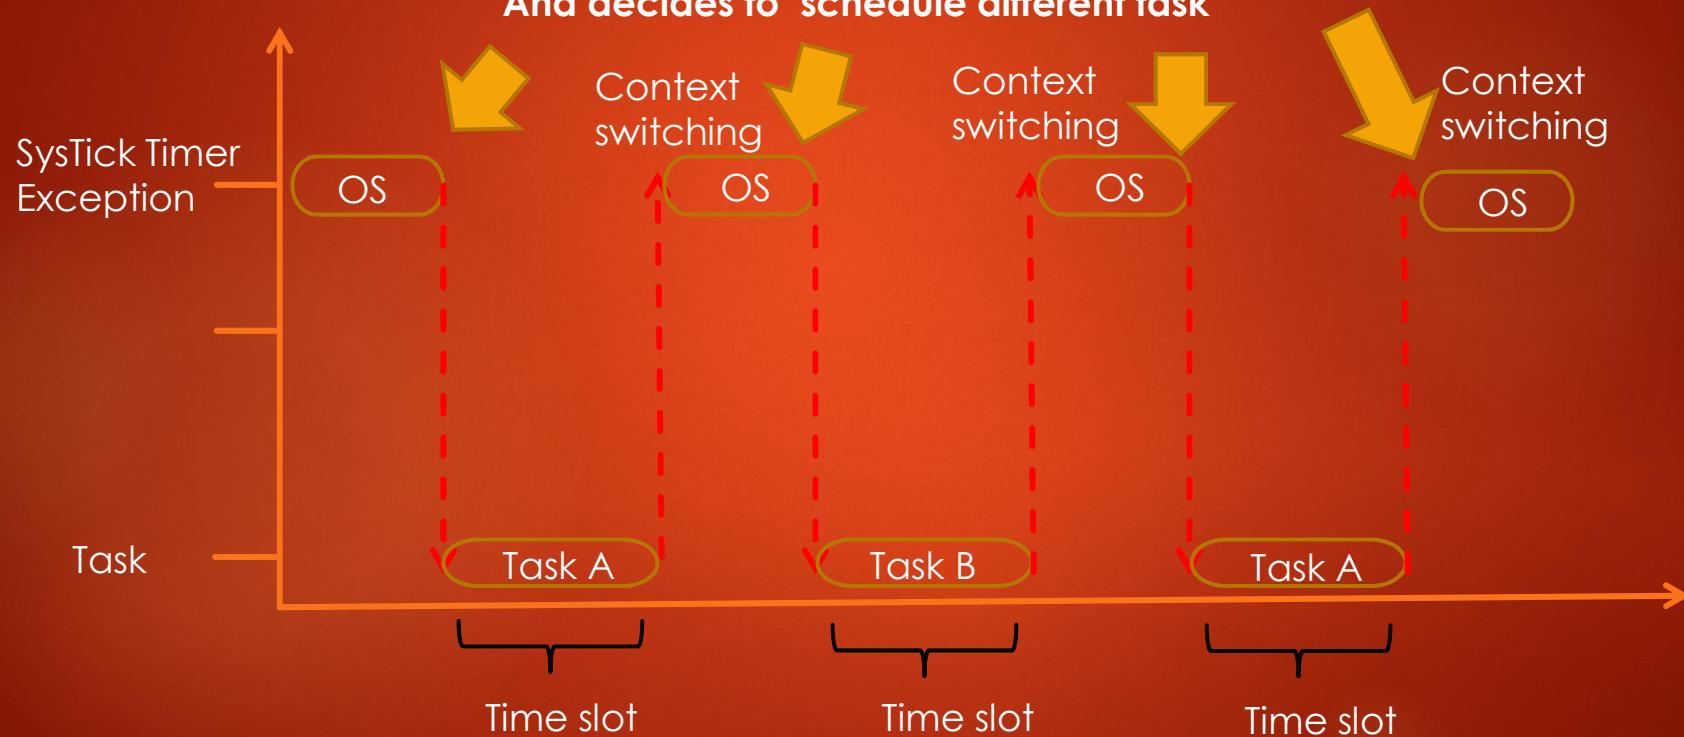 And decides to schedule different task
Context
switching
Context
switching
Context
switching
SysTick Timer
Exception
OS
OS
OS
OS
Task
Task A
Task B
Task A
Time slot
Time slot
Time slot